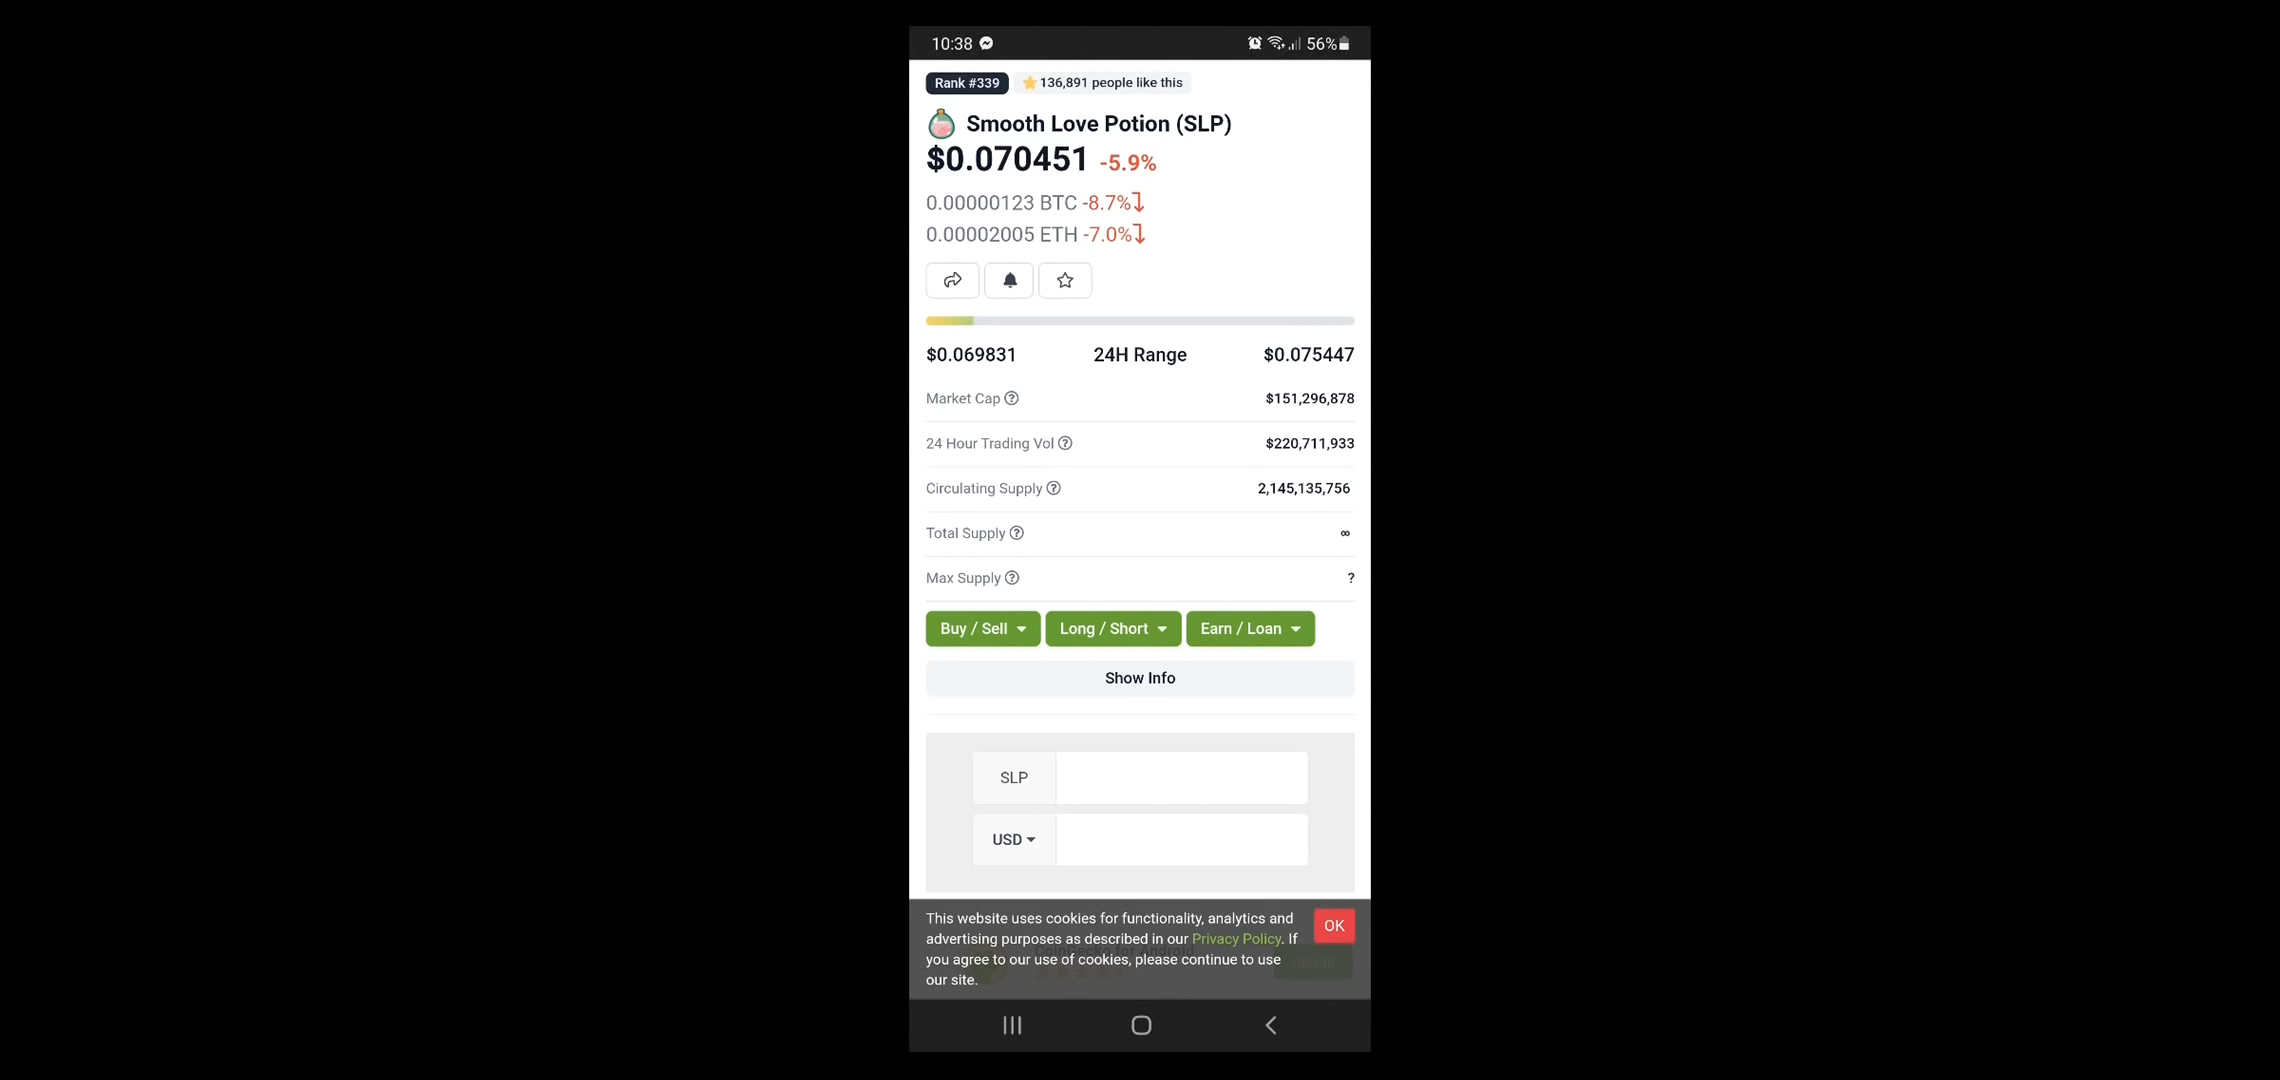 10:38
56%
Rank #339
136,891 people like this
Smooth Love Potion (SLP)
$0.070451 -5.9%
0.00000123 BTC -8.7%
0.00002005 ETH -7.0%
$0.069831 24H Range $0.075447
Market Cap $151,296,878
24 Hour Trading Vol $220,711,933
Circulating Supply 2,145,135,756
Total Supply ∞
Max Supply ?
Buy / Sell Long / Short Earn / Loan
Show Info
SLP
USD
This website uses cookies for functionality, analytics and
advertising purposes as described in our Privacy Policy. If
you agree to our use of cookies, please continue to use
our site.
OK